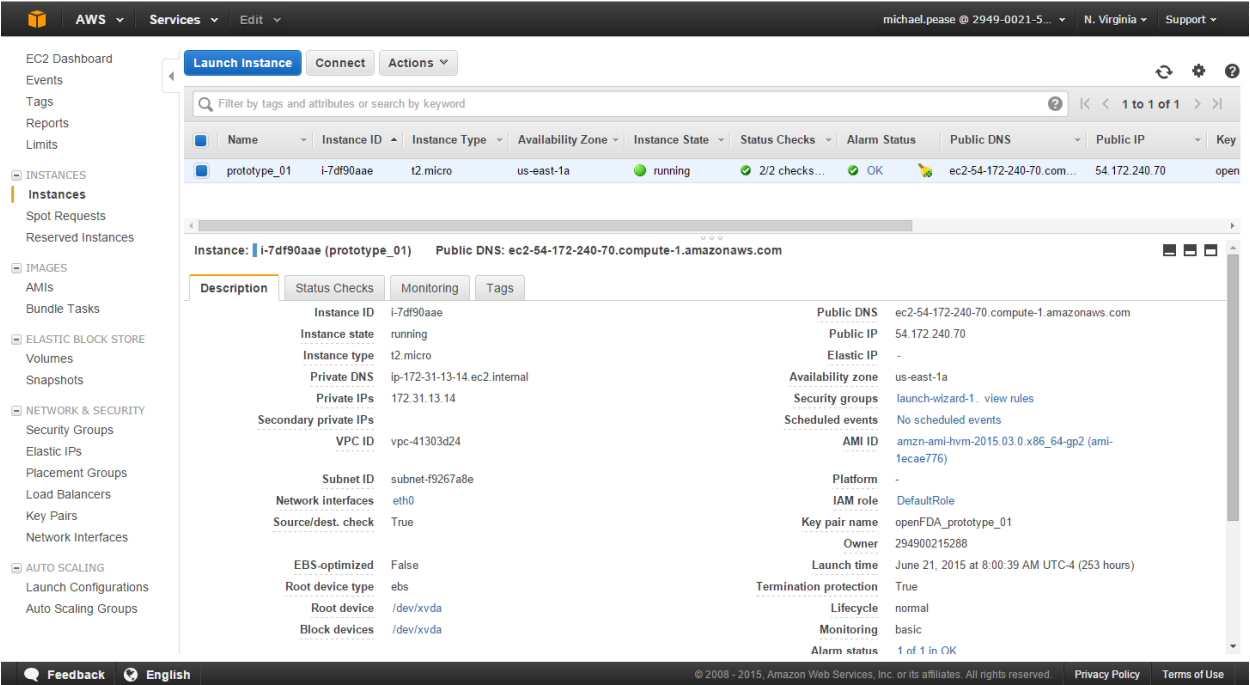 AWS Services Edit michael.pease @ 2949-0021-5... N. Virginia Support
EC2 Dashboard
Events
Tags
Reports
Limits
INSTANCES
Instances
Spot Requests
Reserved Instances
IMAGES
AMIs
Bundle Tasks
ELASTIC BLOCK STORE
Volumes
Snapshots
NETWORK & SECURITY
Security Groups
Elastic IPs
Placement Groups
Load Balancers
Key Pairs
Network Interfaces
AUTO SCALING
Launch Configurations
Auto Scaling Groups
Launch Instance Connect Actions
Filter by tags and attributes or search by keyword 1 to 1 of 1
Name Instance ID Instance Type Availability Zone Instance State Status Checks Alarm Status Public DNS Public IP Key
prototype_01 i-7df90aae t2.micro us-east-1a running 2/2 checks... OK ec2-54-172-240-70.com... 54.172.240.70 open
Instance: i-7df90aae (prototype_01) Public DNS: ec2-54-172-240-70.compute-1.amazonaws.com
Description Status Checks Monitoring Tags
Instance ID i-7df90aae Public DNS ec2-54-172-240-70.compute-1.amazonaws.com
Instance state running Public IP 54.172.240.70
Instance type t2.micro Elastic IP -
Private DNS ip-172-31-13-14.ec2.internal Availability zone us-east-1a
Private IPs 172.31.13.14 Security groups launch-wizard-1. view rules
Secondary private IPs Scheduled events No scheduled events
VPC ID vpc-41303d24 AMI ID amzn-ami-hvm-2015.03.0.x86_64-gp2 (ami-
1ecae776)
Subnet ID subnet-f9267a8e Platform -
Network interfaces eth0 IAM role DefaultRole
Source/dest. check True Key pair name openFDA_prototype_01
Owner 294900215288
EBS-optimized False Launch time June 21, 2015 at 8:00:39 AM UTC-4 (253 hours)
Root device type ebs Termination protection True
Root device /dev/xvda Lifecycle normal
Block devices /dev/xvda Monitoring basic
Alarm status 1 of 1 in OK
Feedback English © 2008 - 2015, Amazon Web Services, Inc. or its affiliates. All rights reserved. Privacy Policy Terms of Use